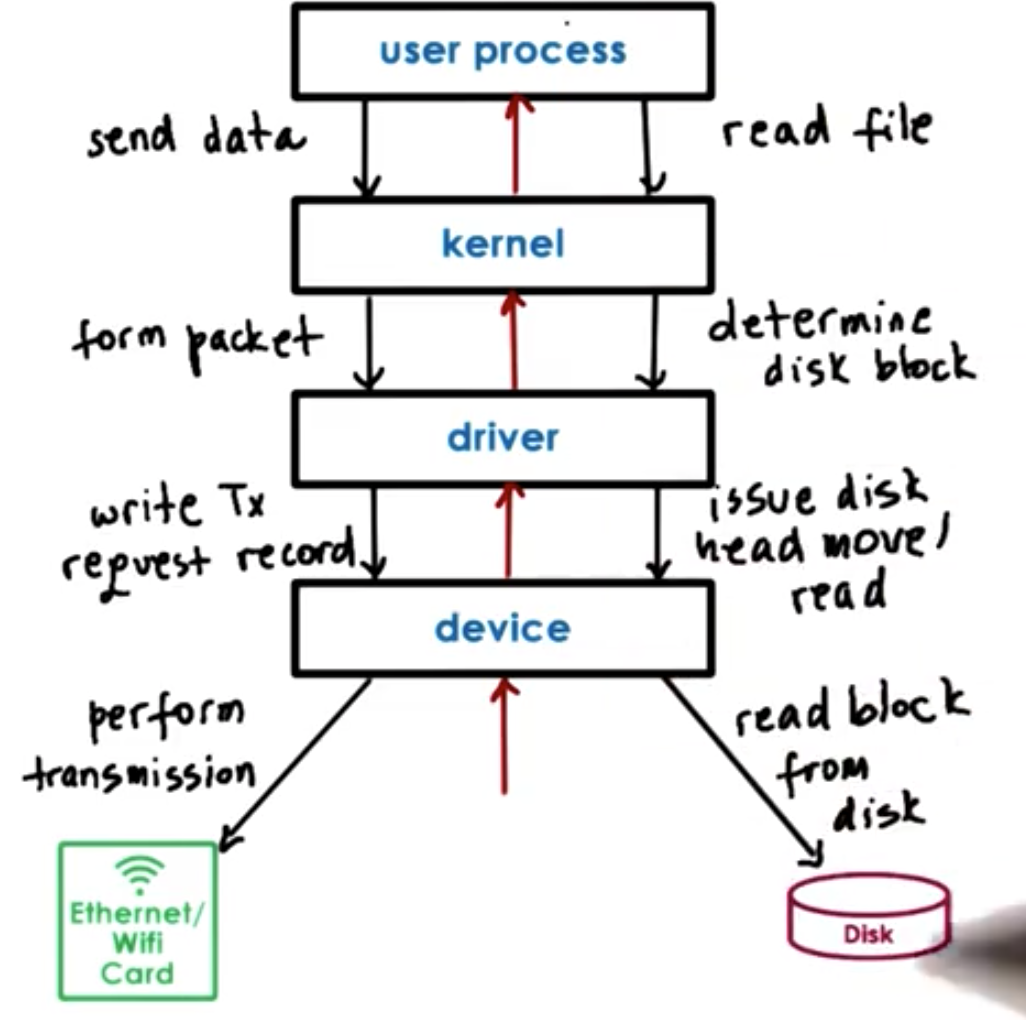 user process
send data
read file
kernel
form packet
determine
disk block
driver
write Tx
request record
issue disk
head move/
read
device
perform
transmission
read block
from
disk
Ethernet/
Wifi
Card
Disk